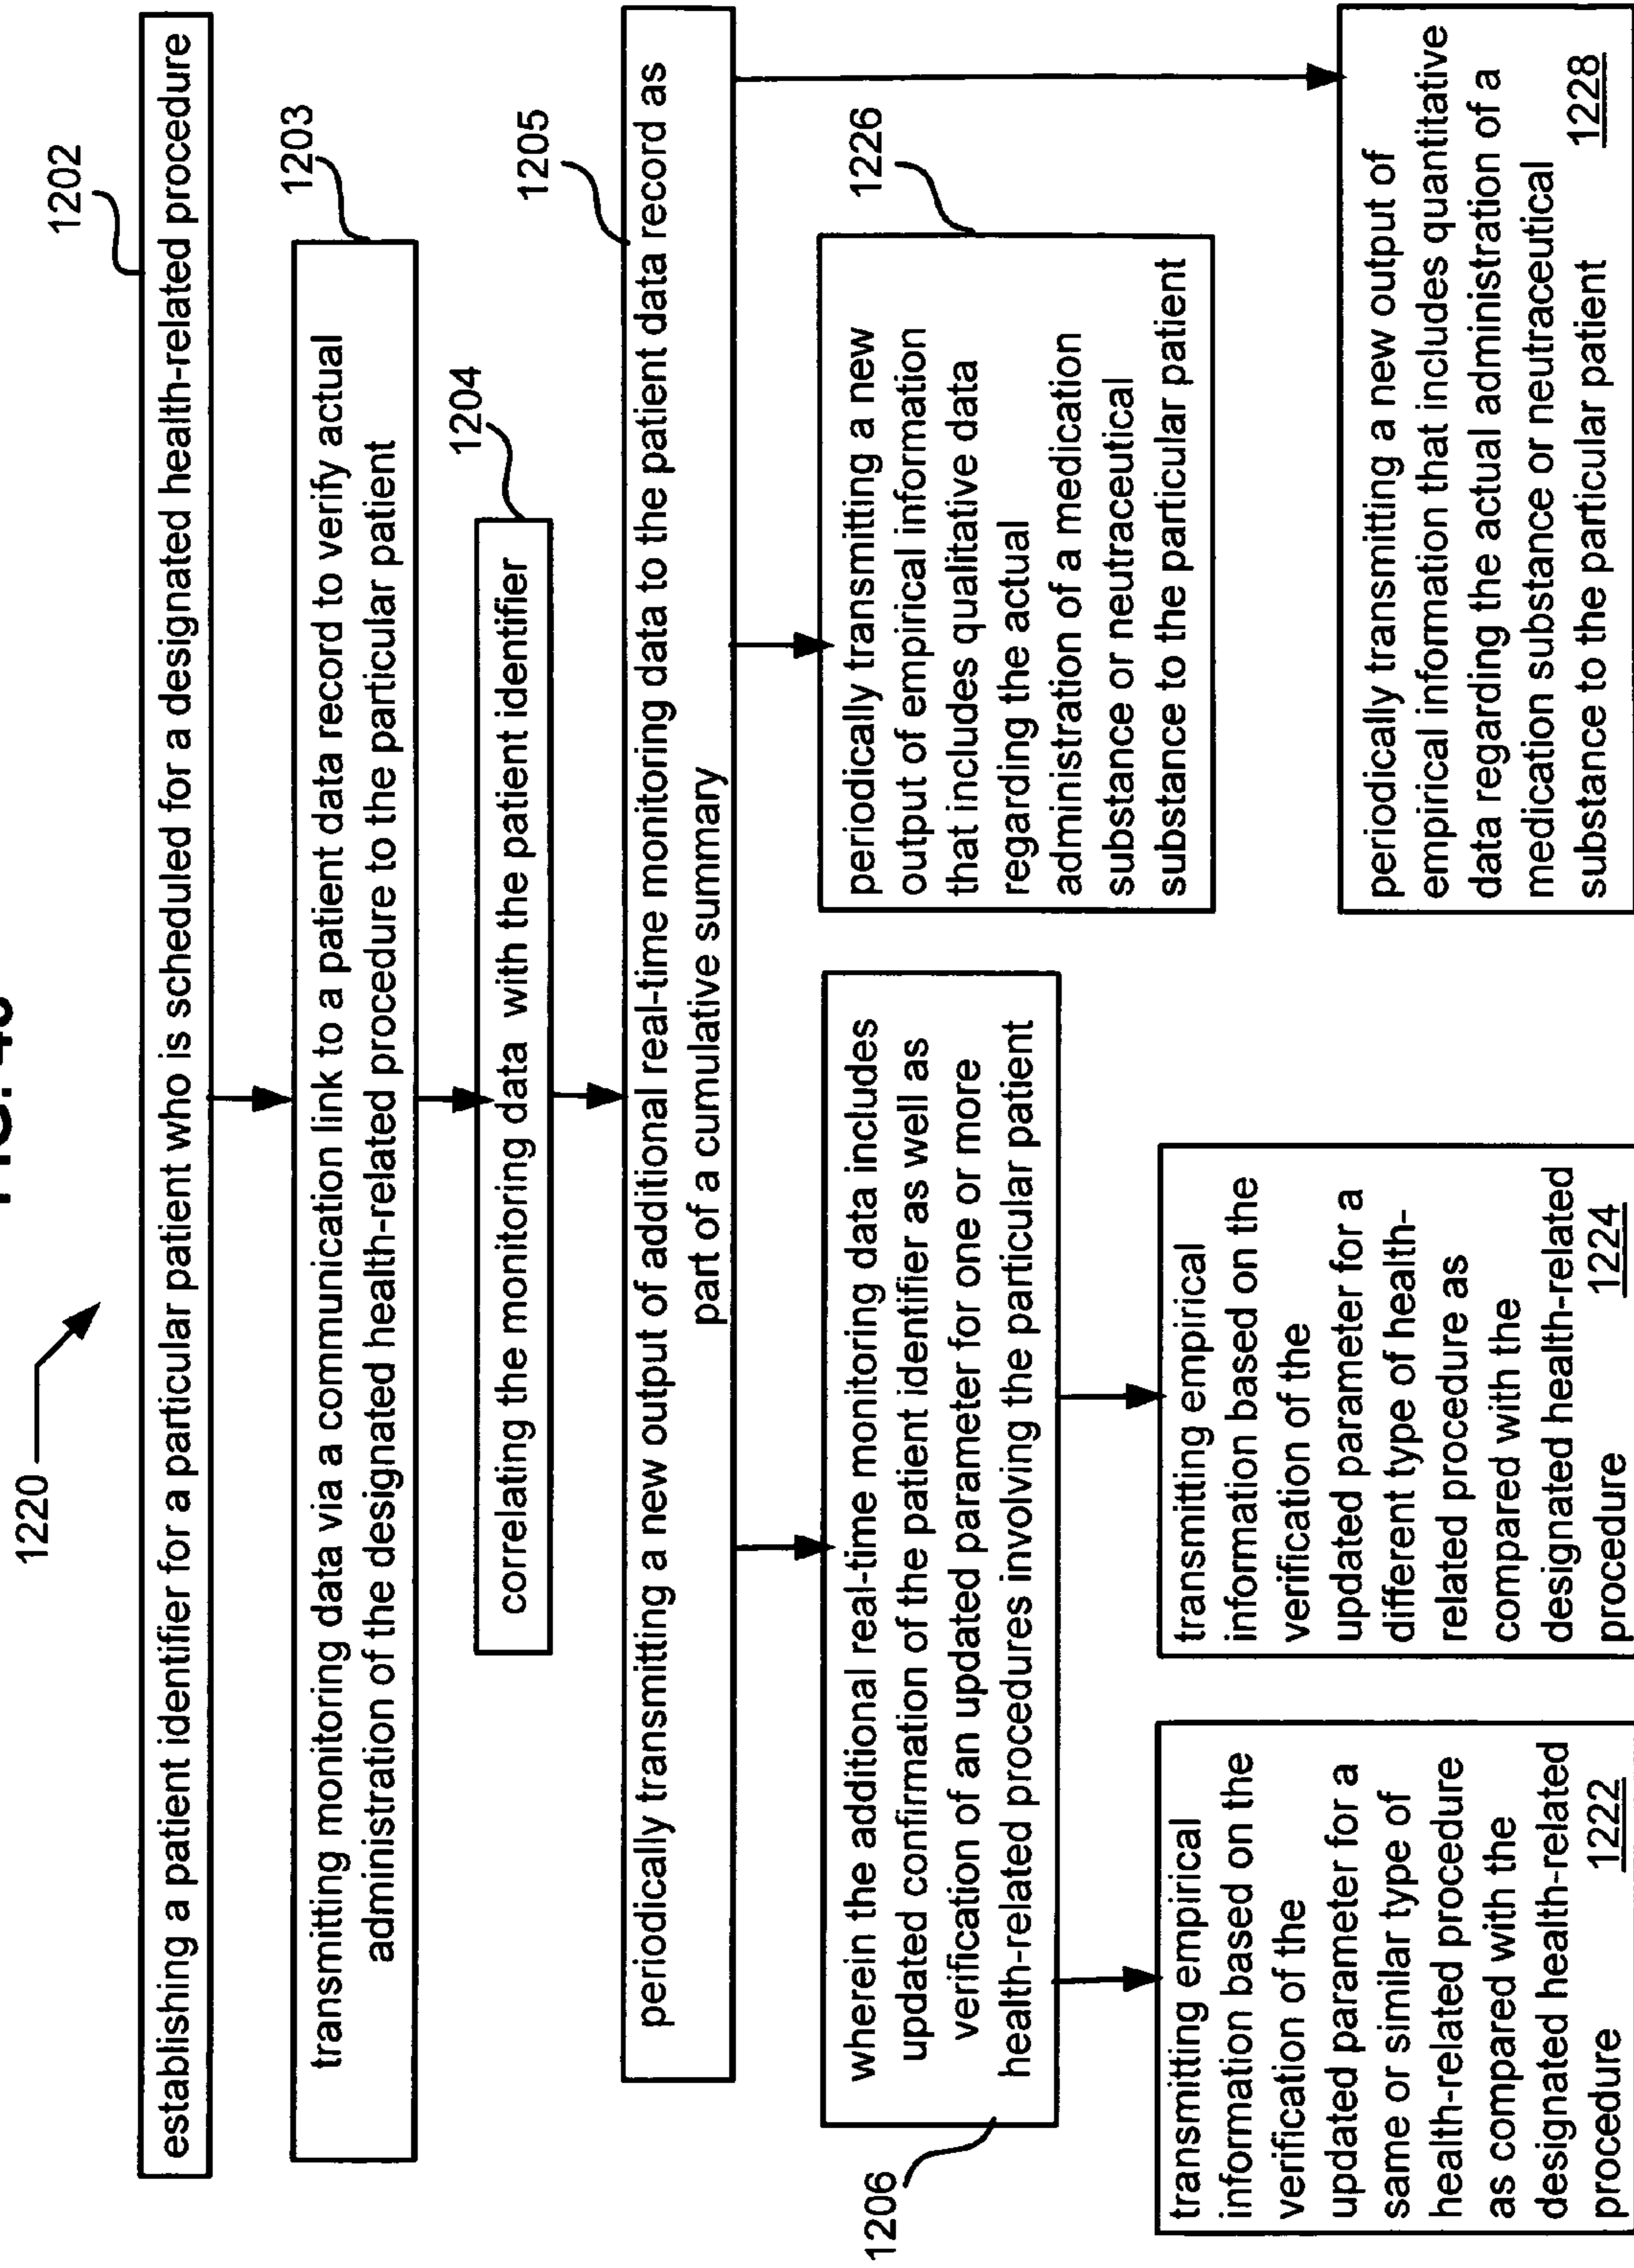 1220
1202
establishing a patient identifier for a particular patient who is scheduled for a designated health-related procedure
1203
transmitting monitoring data via a communication link to a patient data record to verify actual
administration of the designated health-related procedure to the particular patient
1204
correlating the monitoring data with the patient identifier
1205
periodically transmitting a new output of additional real-time monitoring data to the patient data record as
part of a cumulative summary
1206
wherein the additional real-time monitoring data includes
updated confirmation of the patient identifier as well as
verification of an updated parameter for one or more
health-related procedures involving the particular patient
1226
periodically transmitting a new
output of empirical information
that includes qualitative data
regarding the actual
administration of a medication
substance or neutraceutical
substance to the particular patient
transmitting empirical
information based on the
verification of the
updated parameter for a
same or similar type of
health-related procedure
as compared with the
designated health-related
procedure 1222
transmitting empirical
information based on the
verification of the
updated parameter for a
different type of health-
related procedure as
compared with the
designated health-related
procedure 1224
periodically transmitting a new output of
empirical information that includes quantitative
data regarding the actual administration of a
medication substance or neutraceutical
substance to the particular patient 1228